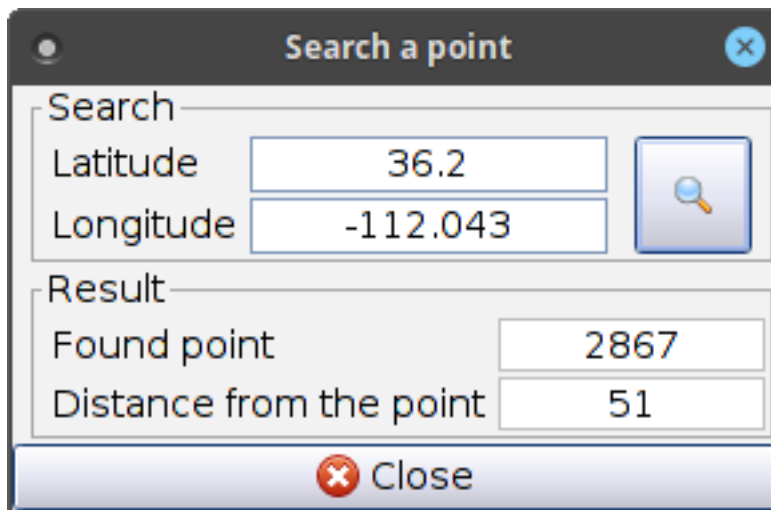 Search a point
Search
Latitude 36.2
Longitude -112.043
Result
Found point 2867
Distance from the point 51
Close